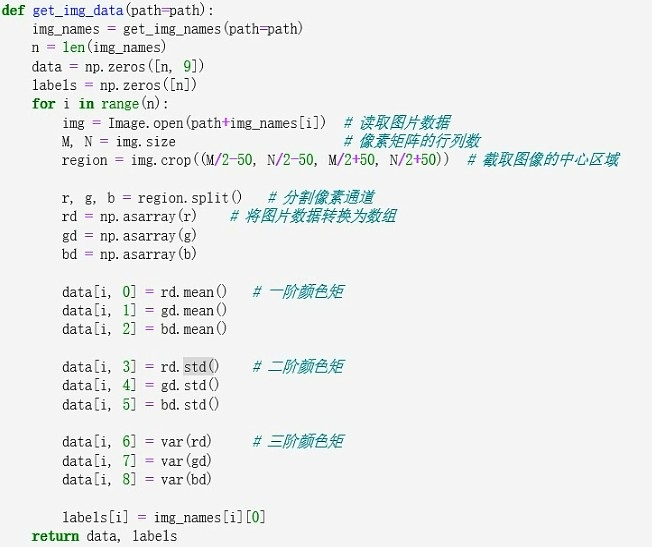 def get_img_data(path=path):
    img_names = get_img_names(path=path)
    n = len(img_names)
    data = np.zeros([n, 9])
    labels = np.zeros([n])
    for i in range(n):
        img = Image.open(path+img_names[i])  # 读取图片数据
        M, N = img.size                      # 像素矩阵的行列数
        region = img.crop((M/2-50, N/2-50, M/2+50, N/2+50))  # 截取图像的中心区域
        r, g, b = region.split()   # 分割像素通道
        rd = np.asarray(r)    # 将图片数据转换为数组
        gd = np.asarray(g)
        bd = np.asarray(b)
        data[i, 0] = rd.mean()   # 一阶颜色矩
        data[i, 1] = gd.mean()
        data[i, 2] = bd.mean()
        data[i, 3] = rd.std()    # 二阶颜色矩
        data[i, 4] = gd.std()
        data[i, 5] = bd.std()
        data[i, 6] = var(rd)     # 三阶颜色矩
        data[i, 7] = var(gd)
        data[i, 8] = var(bd)
        labels[i] = img_names[i][0]
    return data, labels